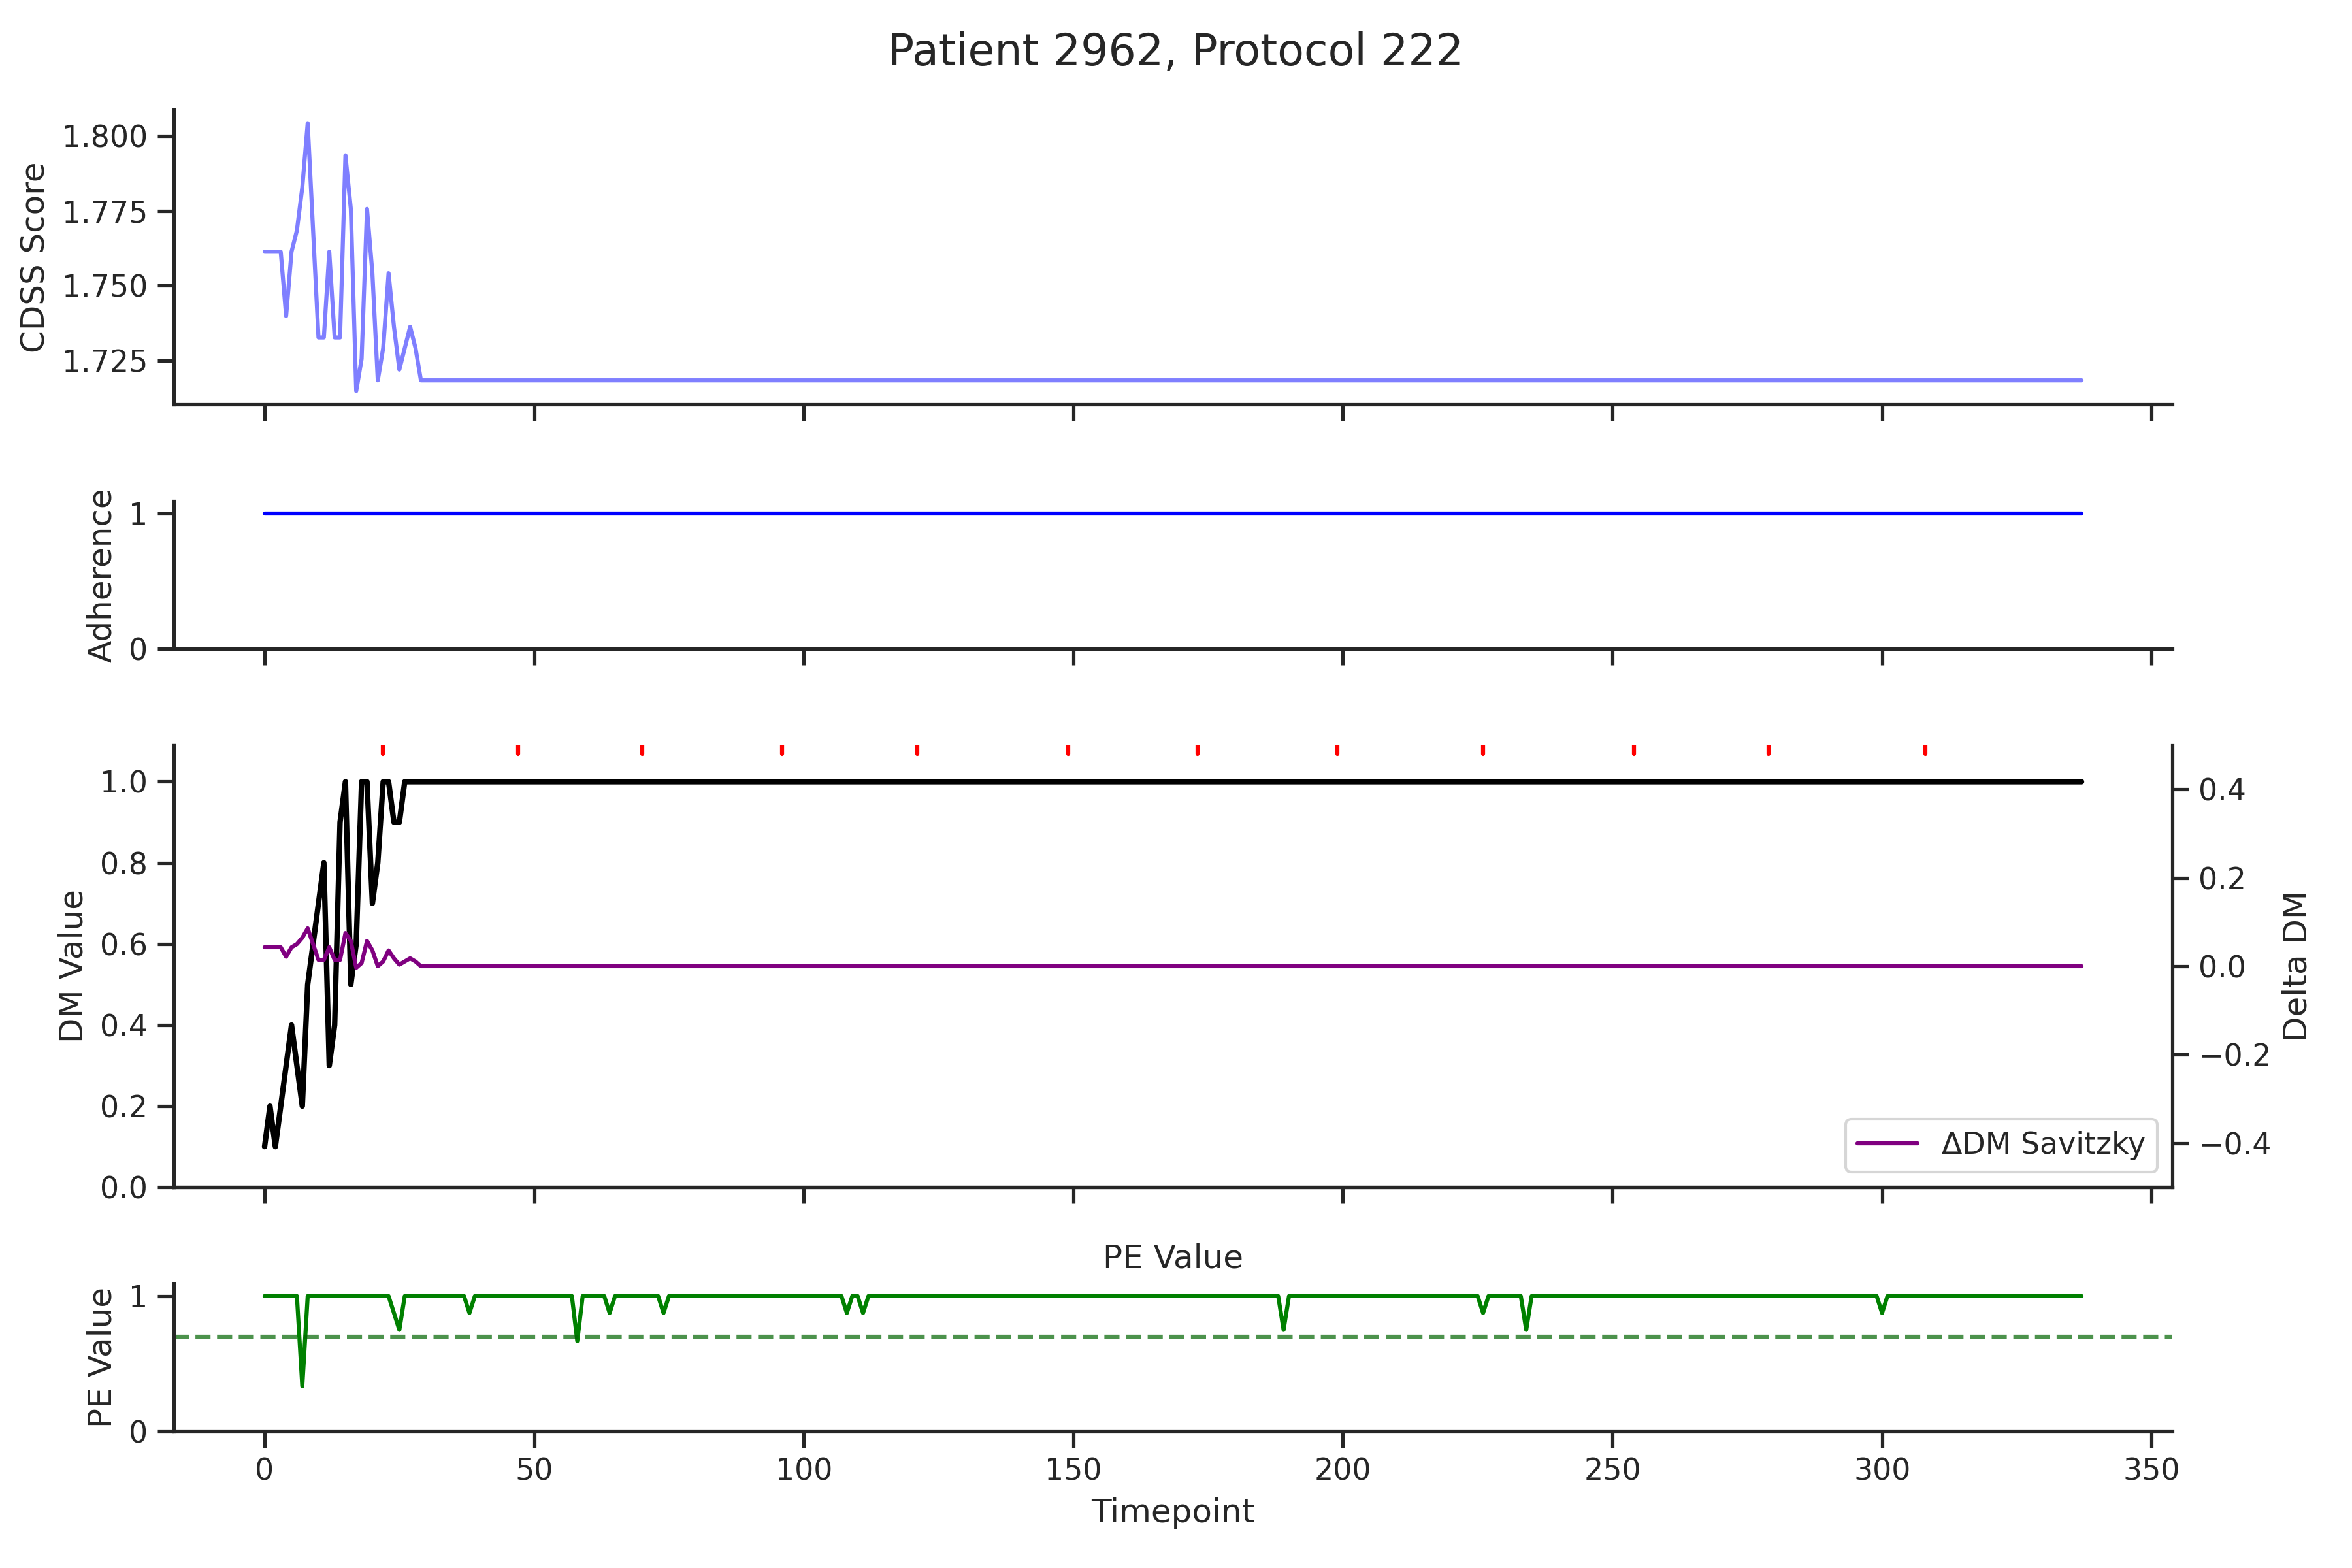 Patient 2962, Protocol 222
CDSS Score
1.800
1.775
1.750
1.725
Adherence
1
0
DM Value
1.0
0.8
0.6
0.4
0.2
0.0
0.4
0.2
0.0
−0.2
−0.4
Delta DM
ΔDM Savitzky
PE Value
PE Value
1
0
0 50 100 150 200 250 300 350
Timepoint